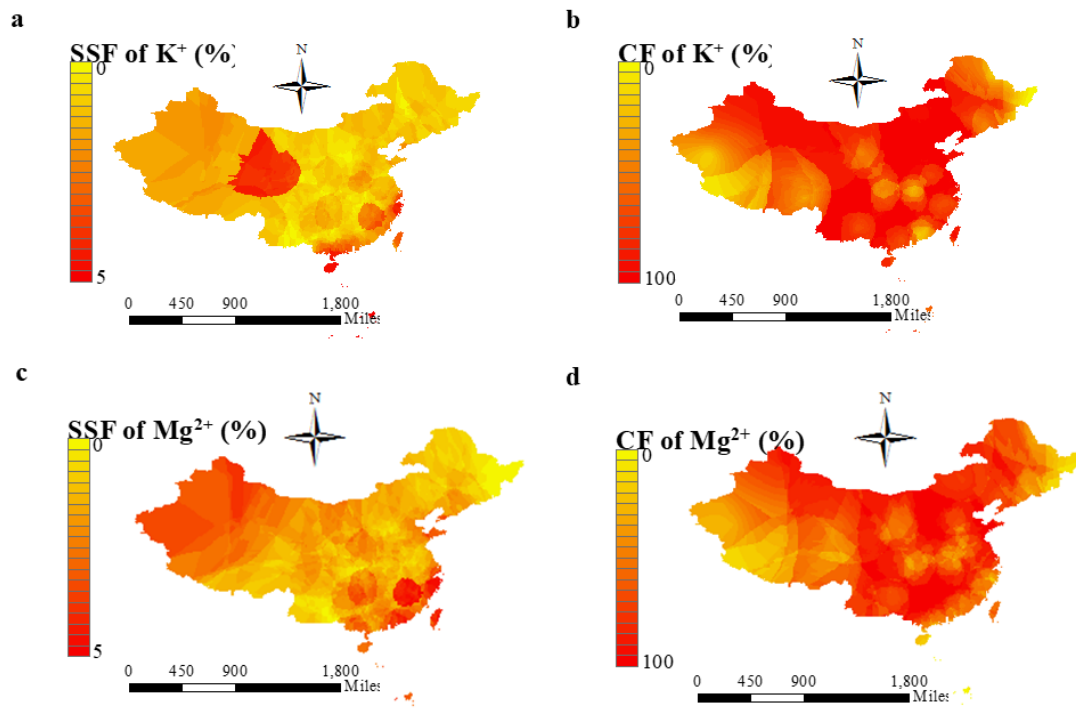 a
SSF of K⁺ (%)
0
5
N
0 450 900 1,800
Miles
b
CF of K⁺ (%)
0
100
N
0 450 900 1,800
Miles
c
SSF of Mg²⁺ (%)
0
5
N
0 450 900 1,800
Miles
d
CF of Mg²⁺ (%)
0
100
N
0 450 900 1,800
Miles